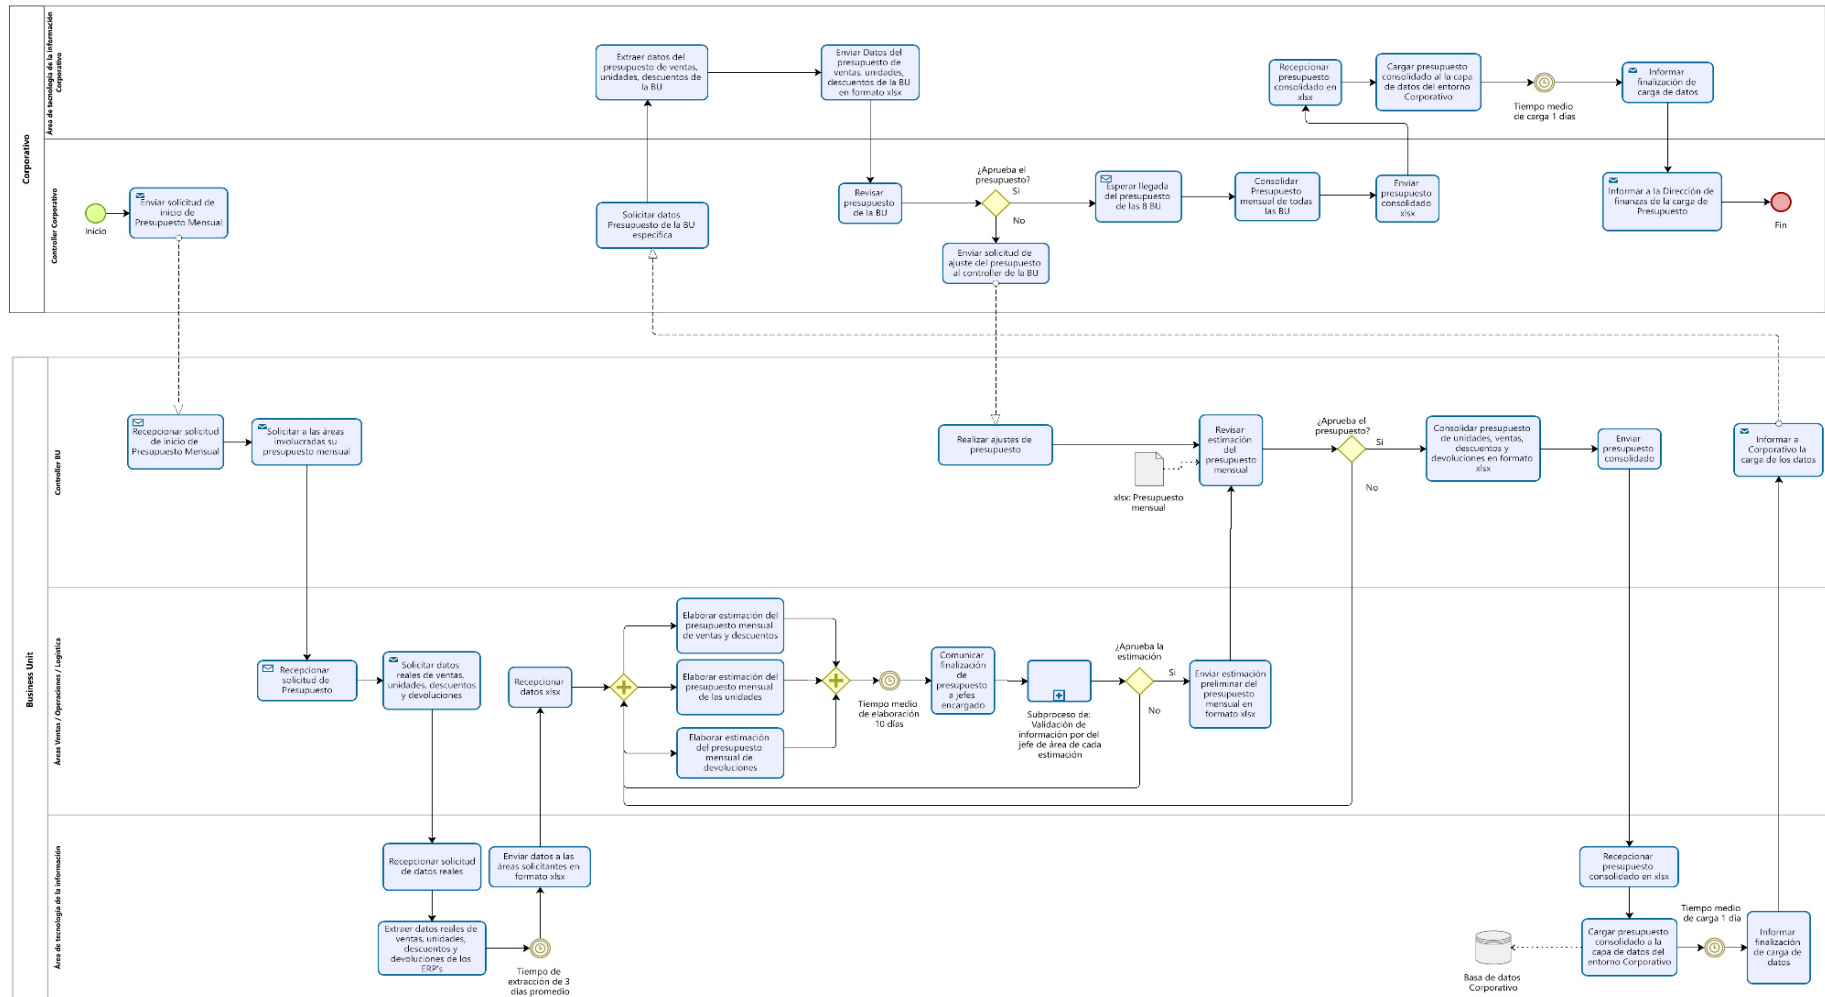 Corporativo
Área de tecnología de la información
Corporativo
Extraer datos del
presupuesto de ventas,
unidades, descuentos de
la BU
Enviar Datos del
presupuesto de
ventas, unidades,
descuentos de la BU
en formato xlsx
Recepcionar
presupuesto
consolidado en
xlsx
Cargar presupuesto
consolidado al la capa
de datos del entorno
Corporativo
Tiempo medio
de carga 1 dias
Informar
finalización de
carga de datos
Controller Corporativo
Inicio
Enviar solicitud de
inicio de
Presupuesto Mensual
Solicitar datos
Presupuesto de la BU
especifica
Revisar
presupuesto
de la BU
¿Aprueba el
presupuesto?
Si
No
Enviar solicitud de
ajuste del presupuesto
al controller de la BU
Esperar llegada
del presupuesto
de las 8 BU
Consolidar
Presupuesto
mensual de todas
las BU
Enviar
presupuesto
consolidado
xlsx
Informar a la Dirección de
finanzas de la carga de
Presupuesto
Fin
Business Unit
Controller BU
Recepcionar solicitud
de inicio de
Presupuesto Mensual
Solicitar a las áreas
involucradas su
presupuesto mensual
Realizar ajustes de
presupuesto
xlsx: Presupuesto
mensual
Revisar
estimación
del
presupuesto
mensual
¿Aprueba el
presupuesto?
Si
No
Consolidar presupuesto
de unidades, ventas,
descuentos y
devoluciones en formato
xlsx
Enviar
presupuesto
consolidado
Informar a
Corporativo la
carga de los datos
Áreas Ventas / Operaciones / Logística
Recepcionar
solicitud de
Presupuesto
Solicitar datos
reales de ventas,
unidades, descuentos
y devoluciones
Recepcionar
datos xlsx
Elaborar estimación del
presupuesto mensual
de ventas y descuentos
Elaborar estimación del
presupuesto mensual
de las unidades
Elaborar estimación
del presupuesto
mensual de
devoluciones
Tiempo medio
de elaboración
10 días
Comunicar
finalización
de
presupuesto
a jefes
encargado
Subproceso de:
Validación de
información por del
jefe de área de cada
estimación
¿Aprueba la
estimación
Si
No
Enviar estimación
preliminar del
presupuesto
mensual en
formato xlsx
Área de tecnología de la información
Recepcionar solicitud
de datos reales
Extraer datos reales de
ventas, unidades,
descuentos y
devoluciones de los
ERP's
Tiempo de
extracción de 3
días promedio
Enviar datos a las
áreas solicitantes en
formato xlsx
Recepcionar
presupuesto
consolidado en xlsx
Cargar presupuesto
consolidado a la
capa de datos del
entorno Corporativo
Basa de datos
Corporativo
Tiempo medio
de carga 1 día
Informar
finalización
de carga de
datos